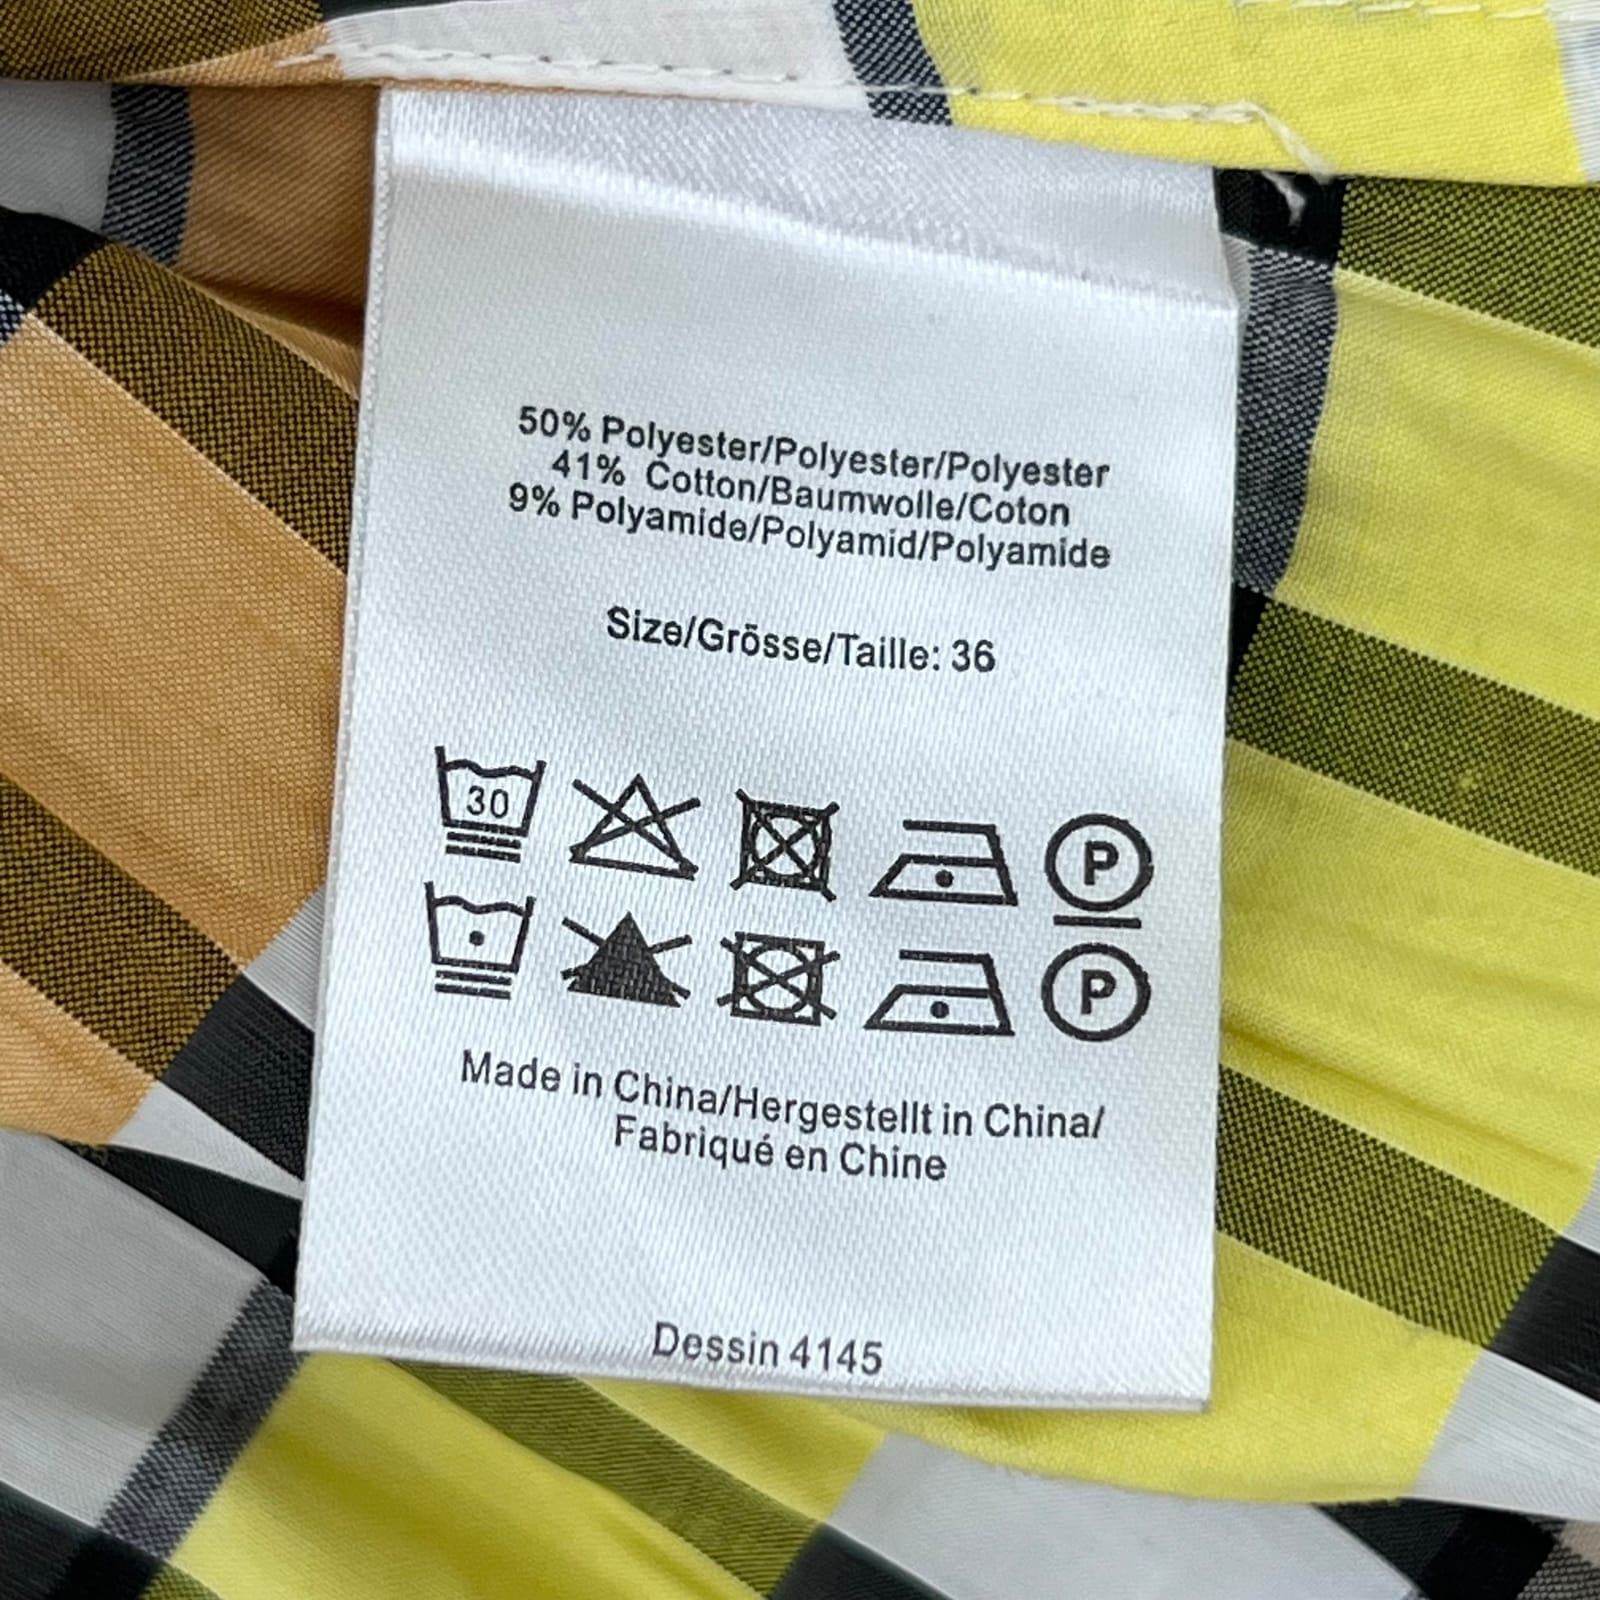 50% Polyester/Polyester/Polyester
41% Cotton/Baumwolle/Coton
9% Polyamide/Polyamid/Polyamide
Size/Grösse/Taille: 36
30 P
P
Made in China/Hergestellt in China/
Fabriqué en Chine
Dessin 4145